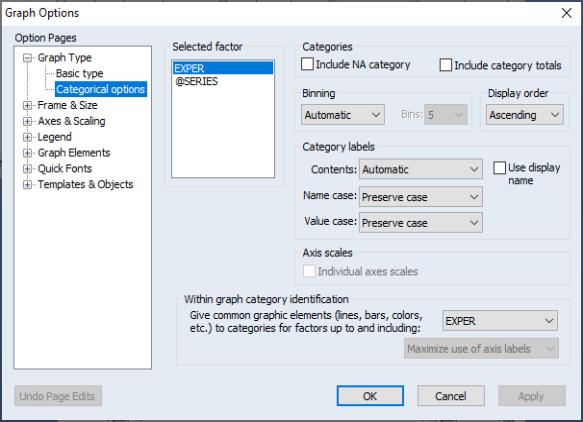 Graph Options
Option Pages
Graph Type
Basic type
Categorical options
Frame & Size
Axes & Scaling
Legend
Graph Elements
Quick Fonts
Templates & Objects
Selected factor
EXPER
@SERIES
Categories
Include NA category
Include category totals
Binning
Automatic
Bins: 5
Display order
Ascending
Category labels
Contents: Automatic
Use display
name
Name case: Preserve case
Value case: Preserve case
Axis scales
Individual axes scales
Within graph category identification
Give common graphic elements (lines, bars, colors,
etc.) to categories for factors up to and including:
EXPER
Maximize use of axis labels
Undo Page Edits
OK
Cancel
Apply